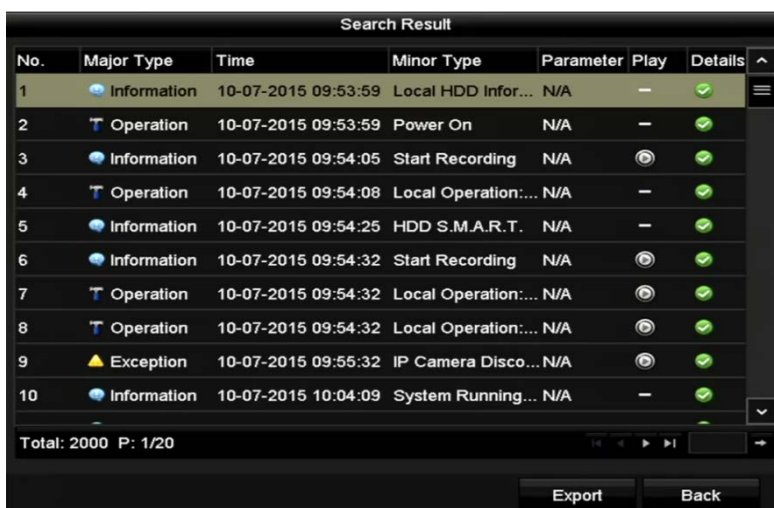 Search Result
No. Major Type Time Minor Type Parameter Play Details
1 Information 10-07-2015 09:53:59 Local HDD Infor... N/A –
2 Operation 10-07-2015 09:53:59 Power On N/A –
3 Information 10-07-2015 09:54:05 Start Recording N/A
4 Operation 10-07-2015 09:54:08 Local Operation:... N/A –
5 Information 10-07-2015 09:54:25 HDD S.M.A.R.T. N/A –
6 Information 10-07-2015 09:54:32 Start Recording N/A
7 Operation 10-07-2015 09:54:32 Local Operation:... N/A
8 Operation 10-07-2015 09:54:32 Local Operation:... N/A
9 Exception 10-07-2015 09:55:32 IP Camera Disco... N/A
10 Information 10-07-2015 10:04:09 System Running... N/A –
Total: 2000 P: 1/20
Export Back